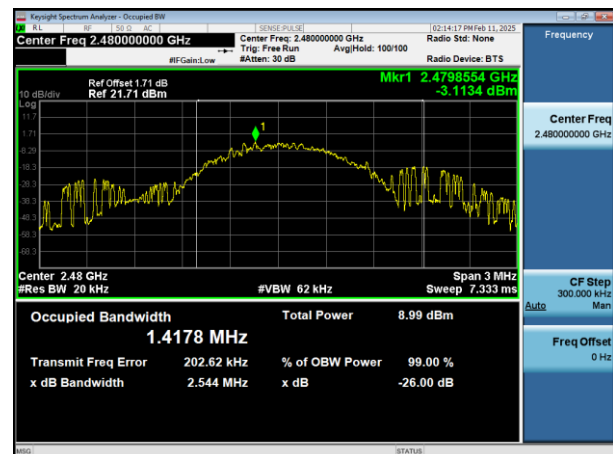 Keysight Spectrum Analyzer - Occupied BW
RL RF 50 Ω AC SENSE:PULSE 02:14:17 PM Feb 11, 2025
Center Freq 2.480000000 GHz
Center Freq: 2.480000000 GHz
Radio Std: None
Trig: Free Run Avg|Hold: 100/100
#IFGain:Low #Atten: 30 dB Radio Device: BTS
Mkr1 2.4798554 GHz
-3.1134 dBm
Ref Offset 1.71 dB
10 dB/div Ref 21.71 dBm
Log
11.7
1.71
-8.29
-18.3
-28.3
-38.3
-48.3
-58.3
-68.3
1
Center 2.48 GHz Span 3 MHz
#Res BW 20 kHz #VBW 62 kHz Sweep 7.333 ms
Occupied Bandwidth Total Power 8.99 dBm
1.4178 MHz
Transmit Freq Error 202.62 kHz % of OBW Power 99.00 %
x dB Bandwidth 2.544 MHz x dB -26.00 dB
MSG STATUS
Frequency
Center Freq
2.480000000 GHz
CF Step
300.000 kHz
Auto Man
Freq Offset
0 Hz